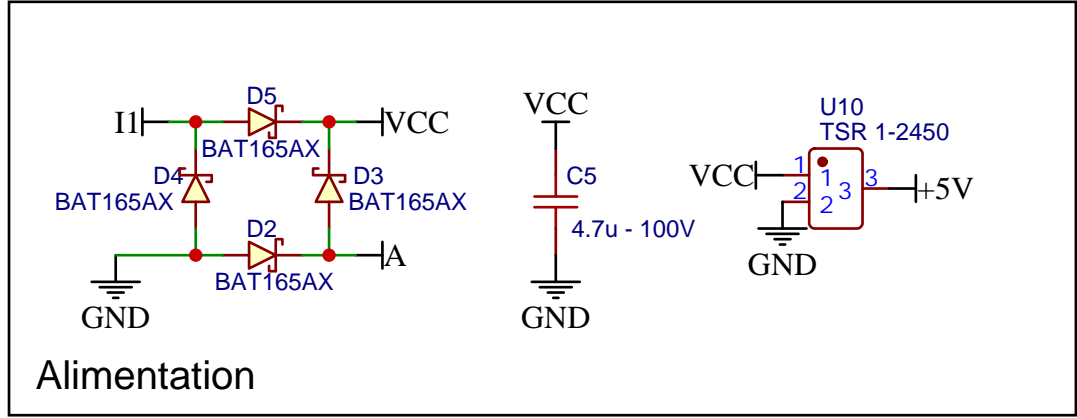 D5
I1
VCC
BAT165AX
D4
BAT165AX
D3
BAT165AX
D2
A
BAT165AX
GND
VCC
C5
4.7u - 100V
GND
U10
TSR 1-2450
VCC
1
1
2
2
3
3
+5V
GND
Alimentation